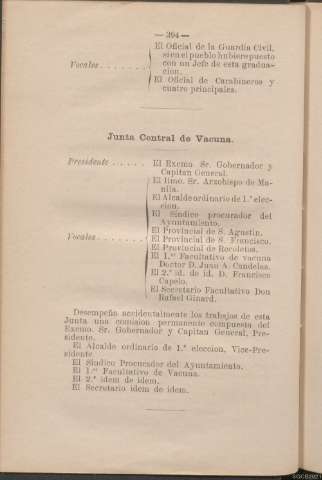 — 394 —
El Oficial de la Guardia Civil,
si en el pueblo hubiere puesto
Vocales . . . . . . . con un Jefe de esta gradua-
cion.
El Oficial de Carabineros y
cuatro principales.
Junta Central de Vacuna.
Presidente . . . . . El Excmo. Sr. Gobernador y
Capitan General.
El Iltmo. Sr. Arzobispo de Ma-
nila.
El Alcalde ordinario de 1.ª elec-
cion.
El Síndico procurador del
Ayuntamiento.
El Provincial de S. Agustin.
Vocales . . . . . . . El Provincial de S. Francisco.
El Provincial de Recoletos.
El 1.er Facultativo de vacuna
Doctor D. Juan A. Candelas.
El 2.º id. de id. D. Francisco
Capelo.
El Secretario Facultativo Don
Rafael Ginard.
Desempeña accidentalmente los trabajos de esta
Junta una comision permanente compuesta del
Excmo. Sr. Gobernador y Capitan General, Pre-
sidente.
El Alcalde ordinario de 1.ª eleccion, Vice-Pre-
sidente
El Síndico Procurador del Ayuntamiento.
El 1.er Facultativo de Vacuna.
El 2.º idem de idem.
El Secretario idem de idem.